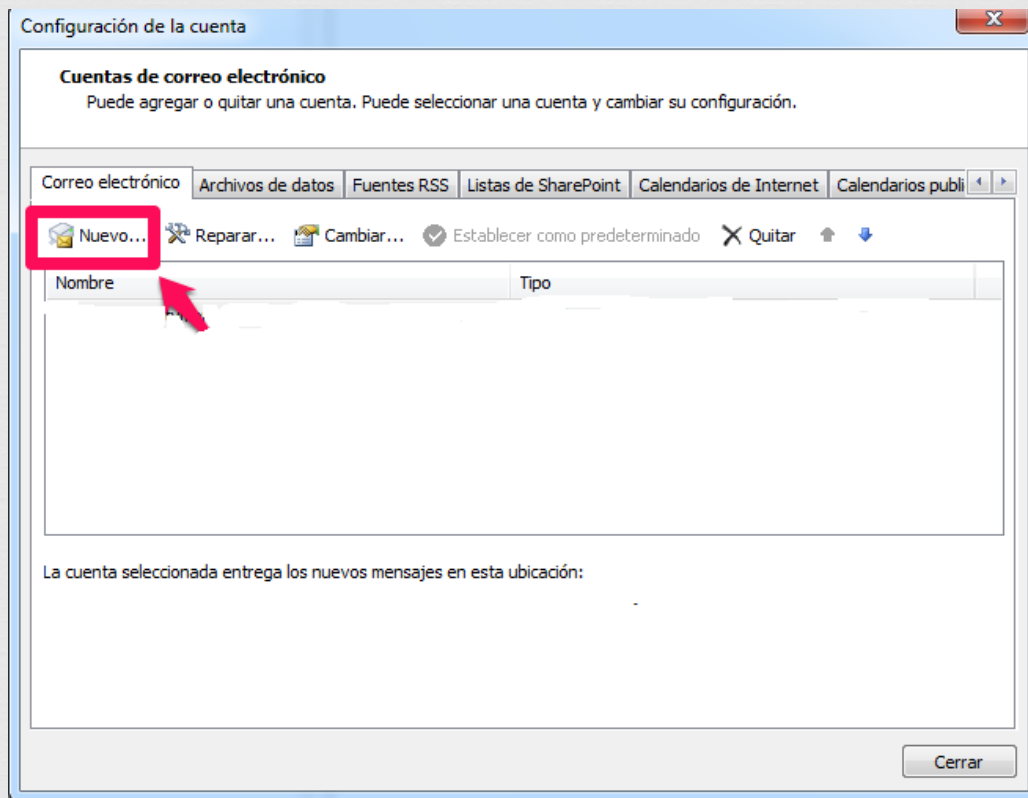 Configuración de la cuenta
Cuentas de correo electrónico
Puede agregar o quitar una cuenta. Puede seleccionar una cuenta y cambiar su configuración.
Correo electrónico Archivos de datos Fuentes RSS Listas de SharePoint Calendarios de Internet Calendarios publi
Nuevo... Reparar... Cambiar... Establecer como predeterminado Quitar
Nombre Tipo
La cuenta seleccionada entrega los nuevos mensajes en esta ubicación:
Cerrar